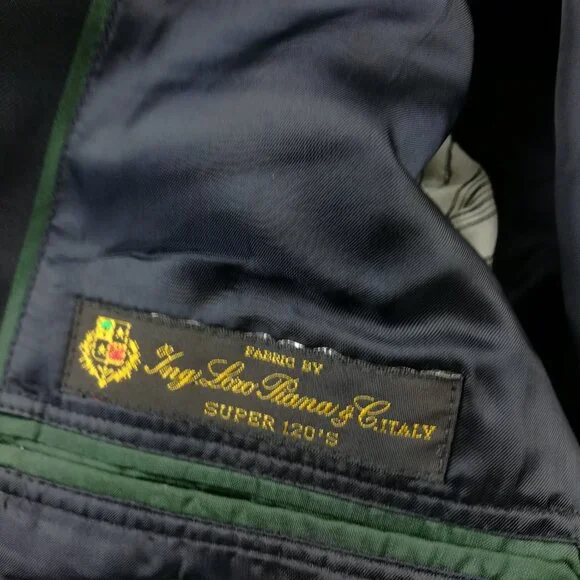 FABRIC BY
Ing. Loro Piana & C. ITALY
SUPER 120'S